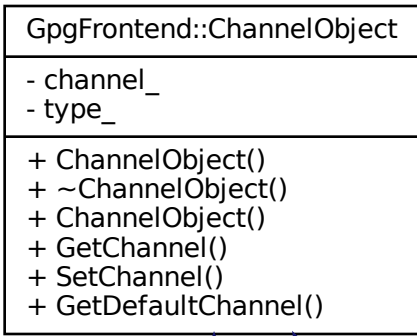 GpgFrontend::ChannelObject
- channel_
- type_
+ ChannelObject()
+ ~ChannelObject()
+ ChannelObject()
+ GetChannel()
+ SetChannel()
+ GetDefaultChannel()